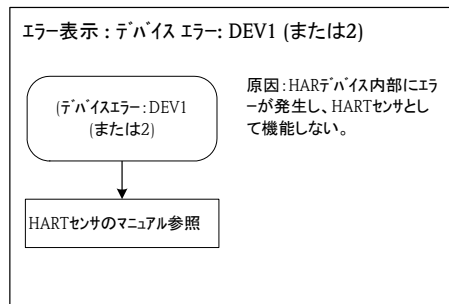 エラー表示 : ﾃﾞﾊﾞｲｽ エラー: DEV1 (または2)
(ﾃﾞﾊﾞｲｽエラー : DEV1
(または2)
原因 : HARﾃﾞﾊﾞｲｽ内部にエラ
ーが発生し、HARTｾﾝｻとし
て機能しない。
HARTｾﾝｻのマニュアル参照